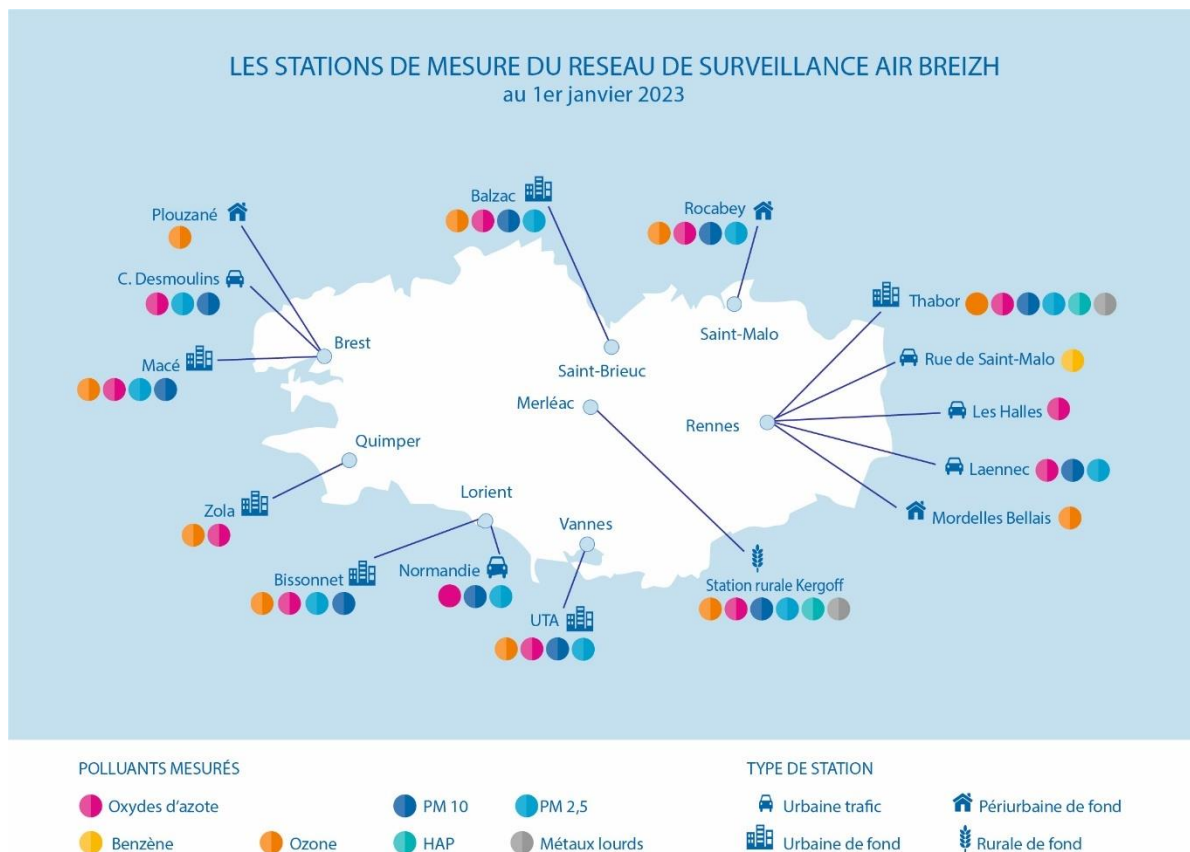 LES STATIONS DE MESURE DU RESEAU DE SURVEILLANCE AIR BREIZH
au 1er janvier 2023
Plouzané
C. Desmoulins
Macé
Brest
Balzac
Saint-Brieuc
Rocabey
Saint-Malo
Merléac
Rennes
Thabor
Rue de Saint-Malo
Les Halles
Laennec
Mordelles Bellais
Quimper
Zola
Lorient
Bissonnet
Normandie
Vannes
UTA
Station rurale Kergoff
POLLUANTS MESURÉS
Oxydes d'azote
PM 10
PM 2,5
Benzène
Ozone
HAP
Métaux lourds
TYPE DE STATION
Urbaine trafic
Périurbaine de fond
Urbaine de fond
Rurale de fond